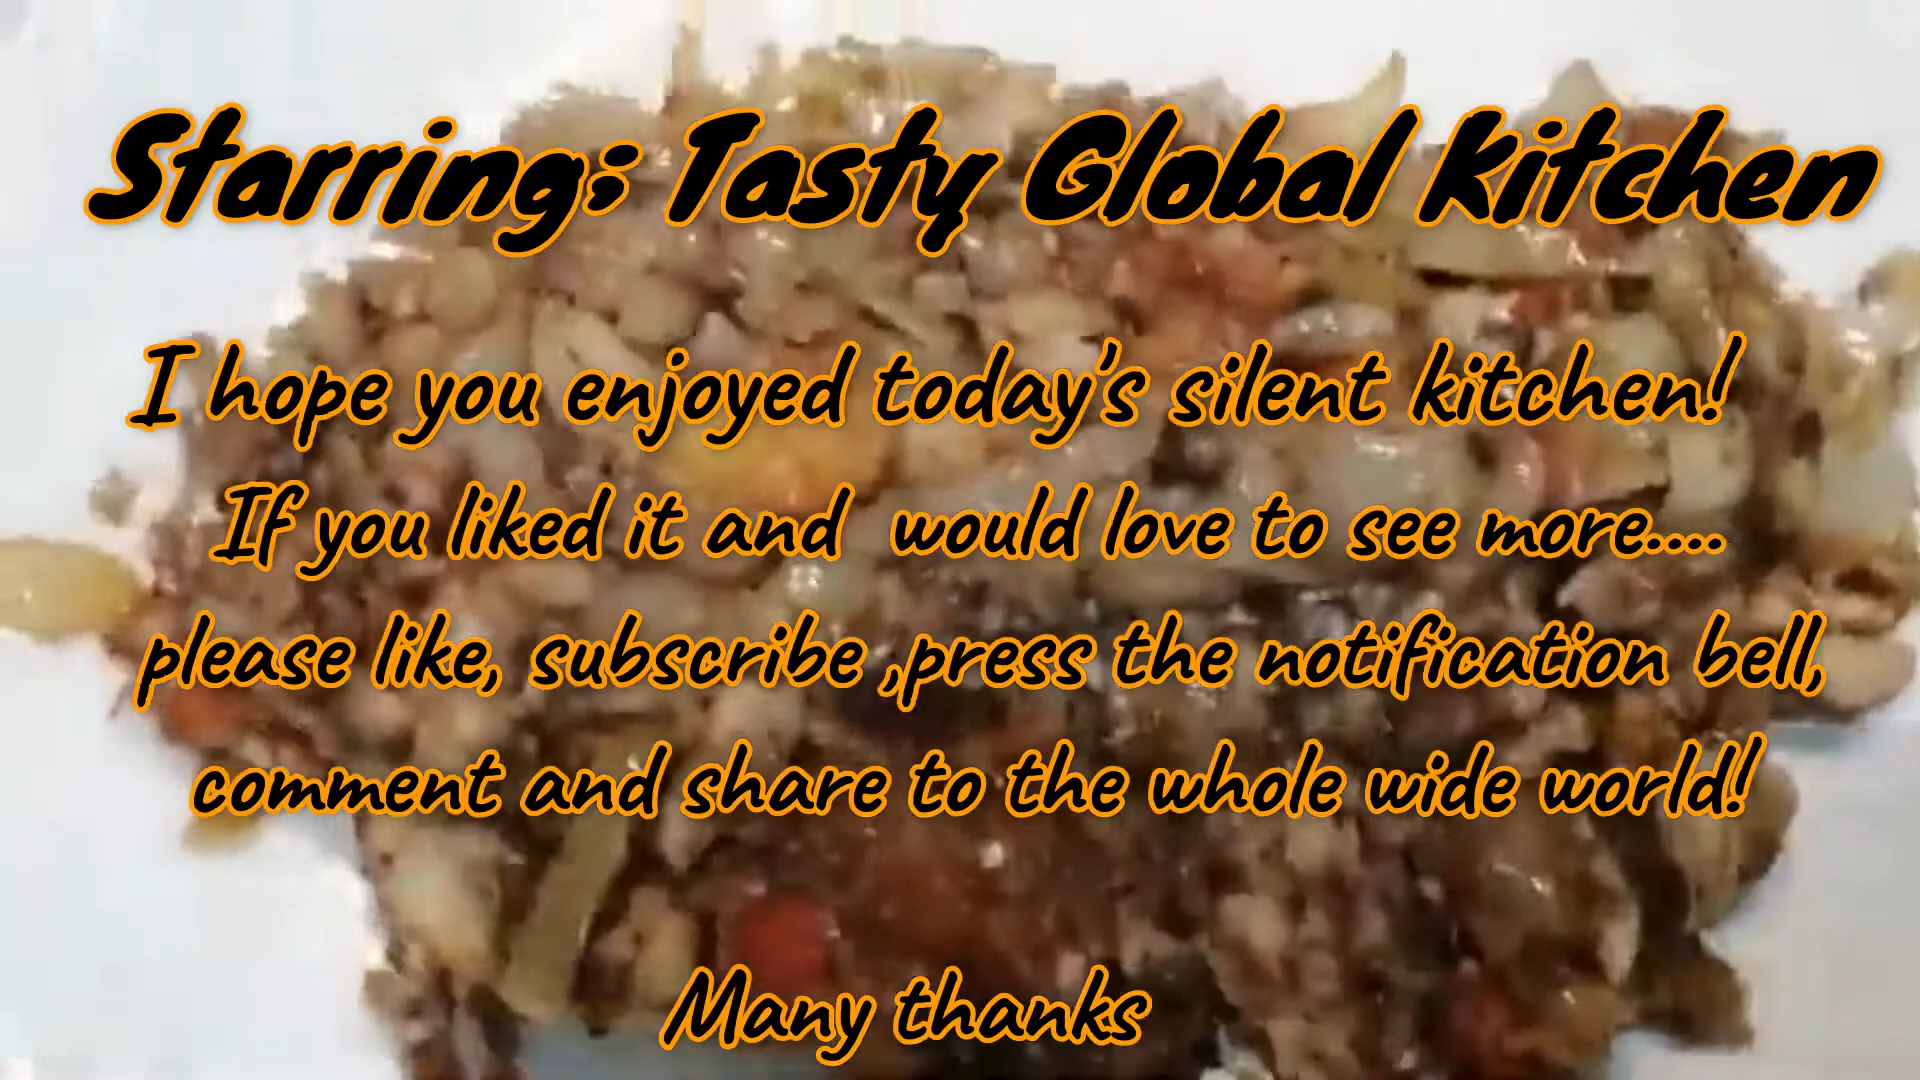 Starring; Tasty Global Kitchen
I hope you enjoyed today's silent kitchen!
If you liked it and would love to see more....
please like, subscribe ,press the notification bell,
comment and share to the whole wide world!
Many thanks